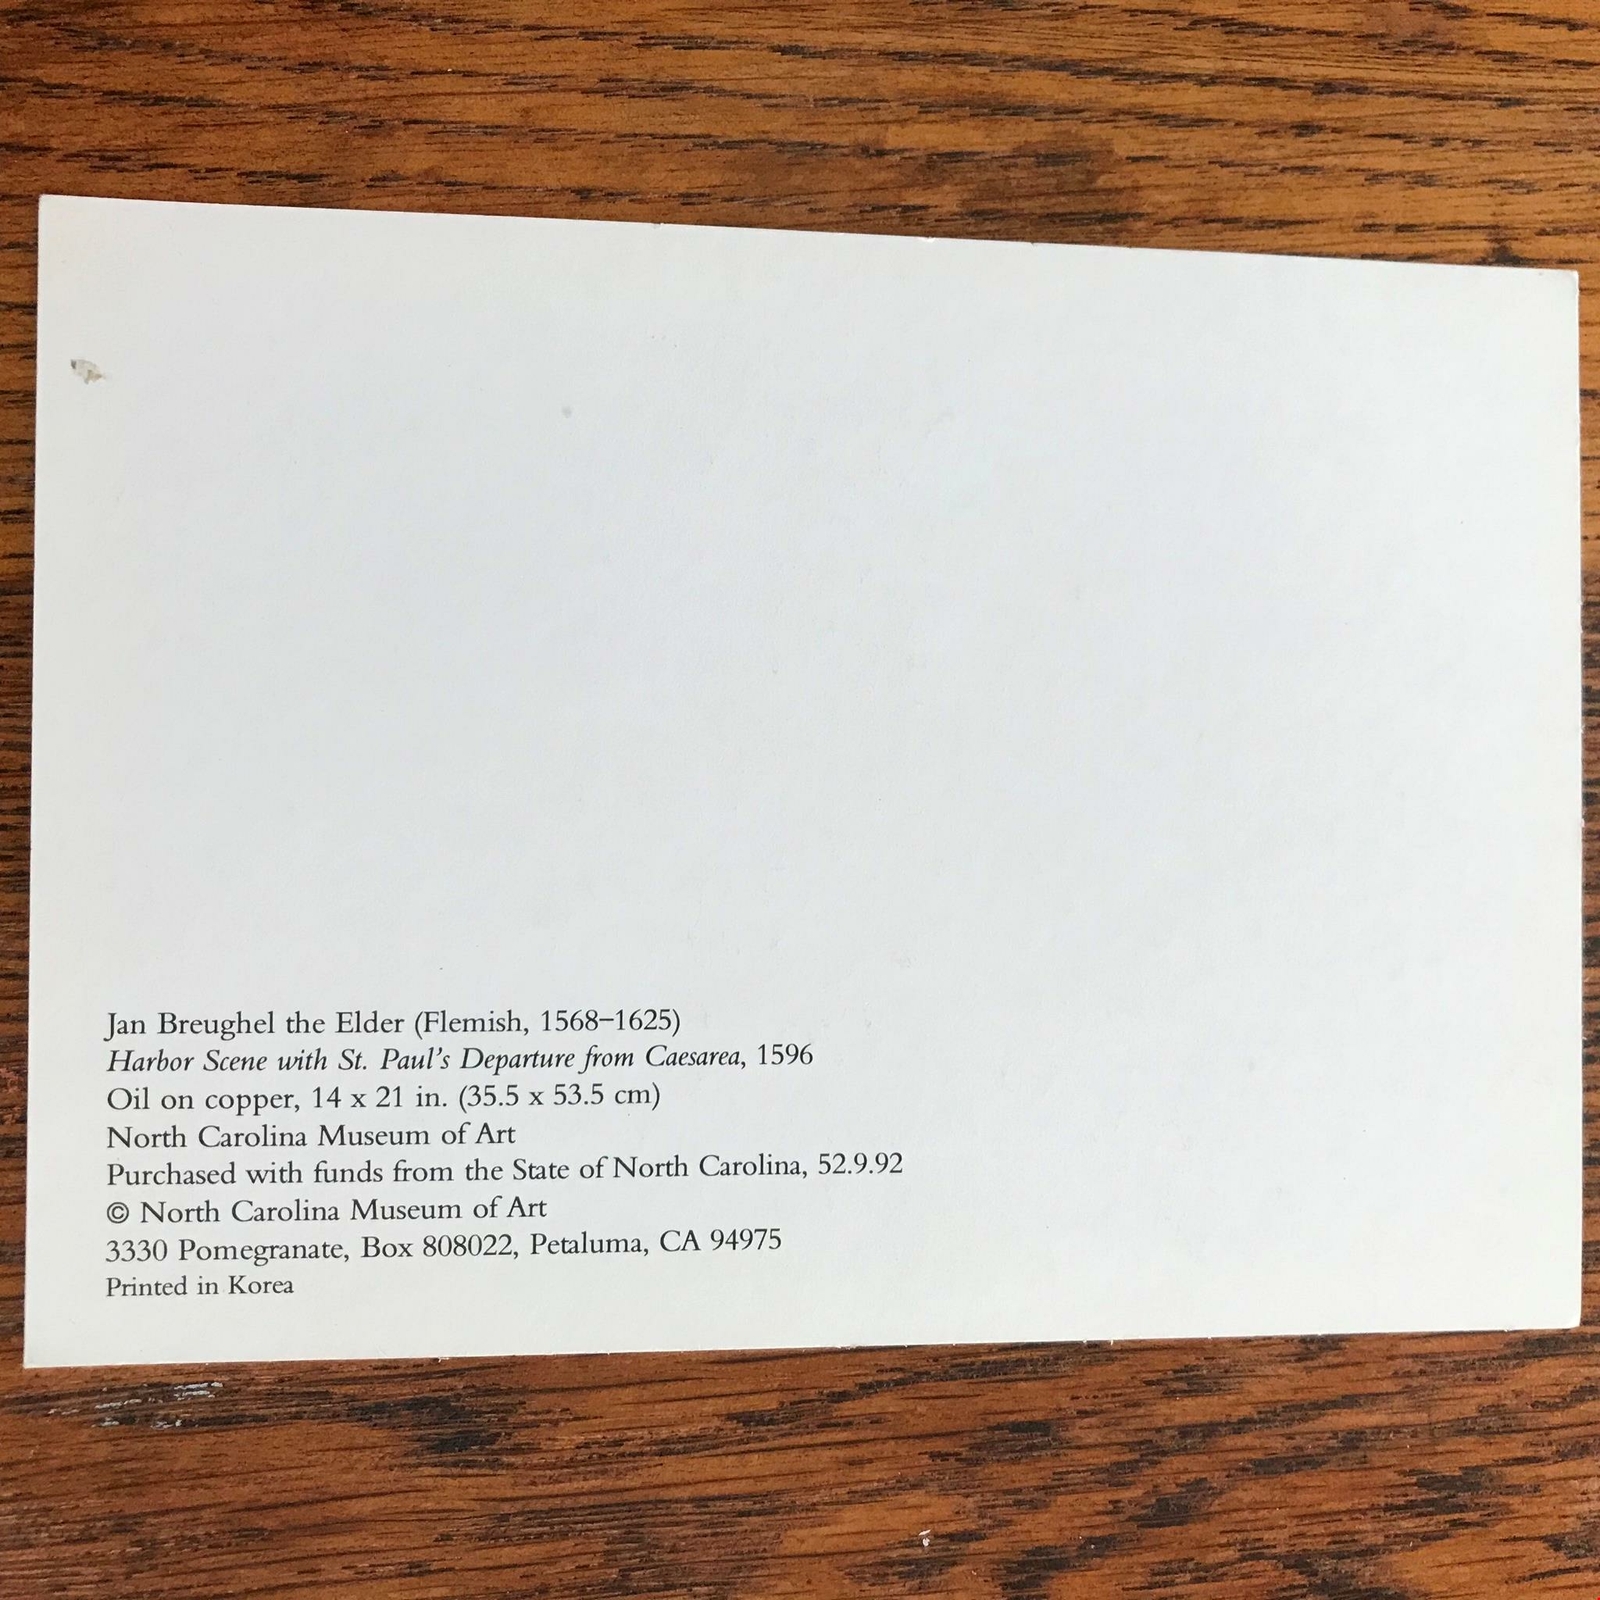 Jan Breughel the Elder (Flemish, 1568–1625)
Harbor Scene with St. Paul's Departure from Caesarea, 1596
Oil on copper, 14 x 21 in. (35.5 x 53.5 cm)
North Carolina Museum of Art
Purchased with funds from the State of North Carolina, 52.9.92
© North Carolina Museum of Art
3330 Pomegranate, Box 808022, Petaluma, CA 94975
Printed in Korea